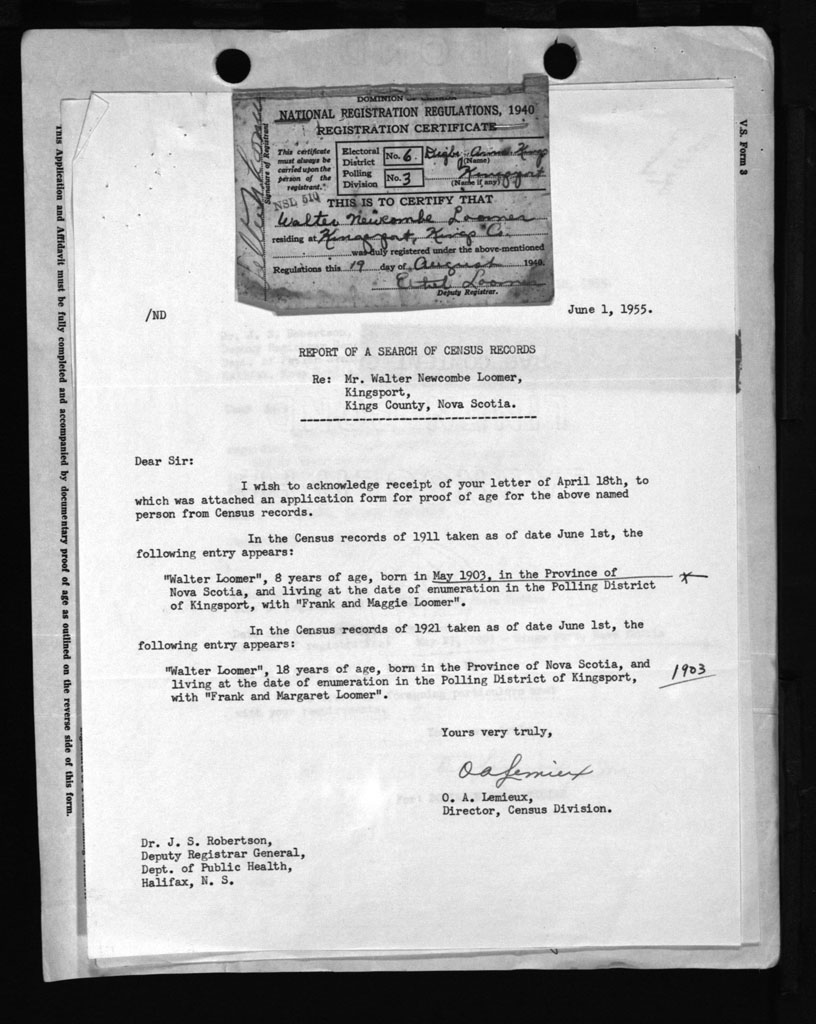 DOMINION OF CANADA
NATIONAL REGISTRATION REGULATIONS, 1940
REGISTRATION CERTIFICATE
This certificate must always be carried upon the person of the registrant."
Electoral District No. 6. Digby Annap. Kings
(Name)
Polling Division No. 3 Kingsport
(Name if any)
Signature of Registrant
NSL 510
THIS IS TO CERTIFY THAT
Walter Newcombe Loomer
residing at Kingsport, Kings Co.
was duly registered under the above-mentioned
Regulations this 19 day of August 1940.
Ethel Loomer
Deputy Registrar.
V.S. Form 3
This Application and Affidavit must be fully completed and accompanied by documentary proof of age as outlined on the reverse side of this form.
/ND
June 1, 1955.
REPORT OF A SEARCH OF CENSUS RECORDS
Re: Mr. Walter Newcombe Loomer,
Kingsport,
Kings County, Nova Scotia.
Dear Sir:
I wish to acknowledge receipt of your letter of April 18th, to
which was attached an application form for proof of age for the above named
person from Census records.
In the Census records of 1911 taken as of date June 1st, the
following entry appears:
"Walter Loomer", 8 years of age, born in May 1903, in the Province of
Nova Scotia, and living at the date of enumeration in the Polling District
of Kingsport, with "Frank and Maggie Loomer".
In the Census records of 1921 taken as of date June 1st, the
following entry appears:
"Walter Loomer", 18 years of age, born in the Province of Nova Scotia, and
living at the date of enumeration in the Polling District of Kingsport,
with "Frank and Margaret Loomer".
1903
Yours very truly,
O A Lemieux
O. A. Lemieux,
Director, Census Division.
Dr. J. S. Robertson,
Deputy Registrar General,
Dept. of Public Health,
Halifax, N. S.